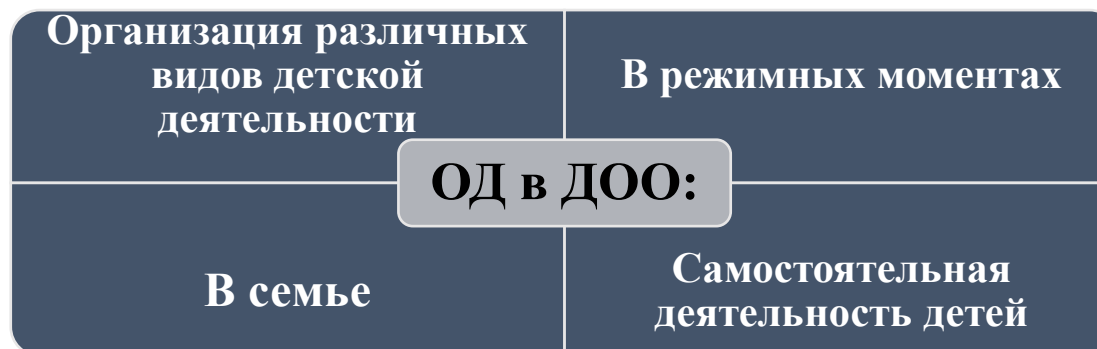 Организация различных
видов детской
деятельности
В режимных моментах
ОД в ДОО:
В семье
Самостоятельная
деятельность детей